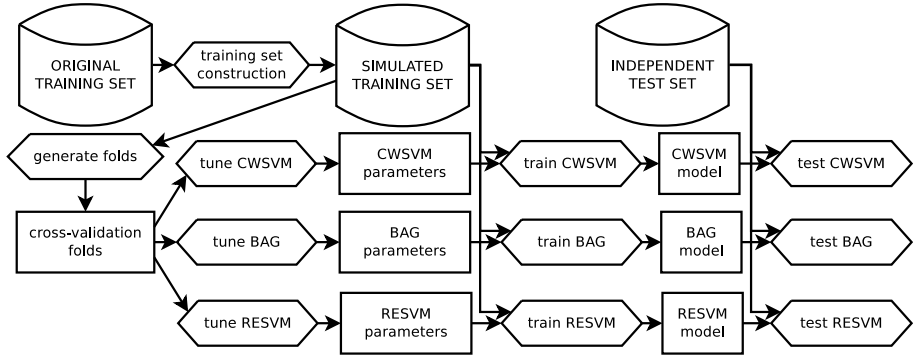 ORIGINAL
TRAINING SET
training set
construction
SIMULATED
TRAINING SET
INDEPENDENT
TEST SET
generate folds
tune CWSVM
CWSVM
parameters
train CWSVM
CWSVM
model
test CWSVM
cross-validation
folds
tune BAG
BAG
parameters
train BAG
BAG
model
test BAG
tune RESVM
RESVM
parameters
train RESVM
RESVM
model
test RESVM